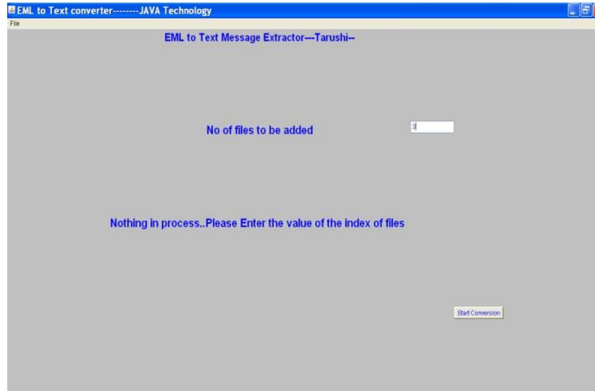 EML to Text converter--------JAVA Technology
File
EML to Text Message Extractor---Tarushi--
No of files to be added
3
Nothing in process..Please Enter the value of the index of files
Start Conversion